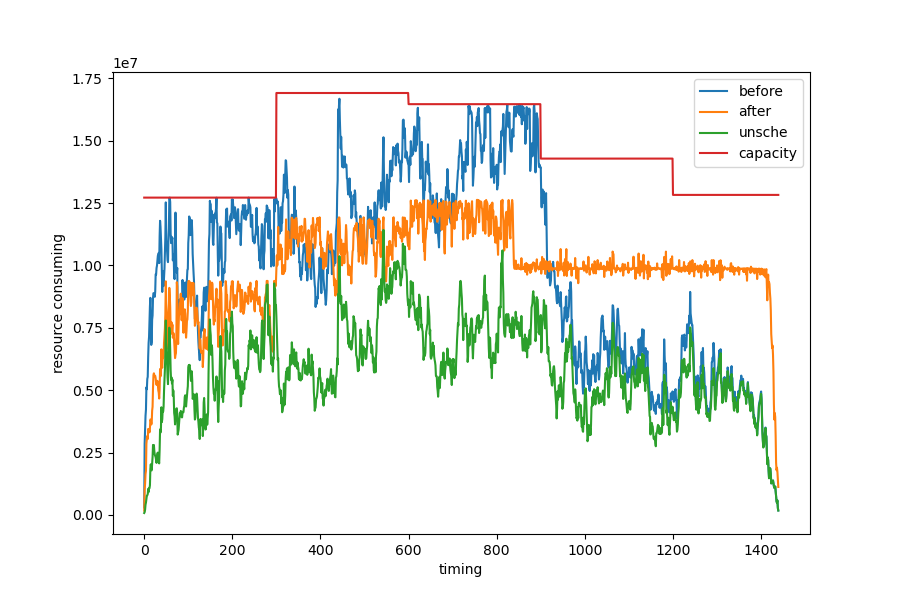 1e7
1.75
1.50
1.25
1.00
0.75
0.50
0.25
0.00
resource consuming
before
after
unsche
capacity
0 200 400 600 800 1000 1200 1400
timing